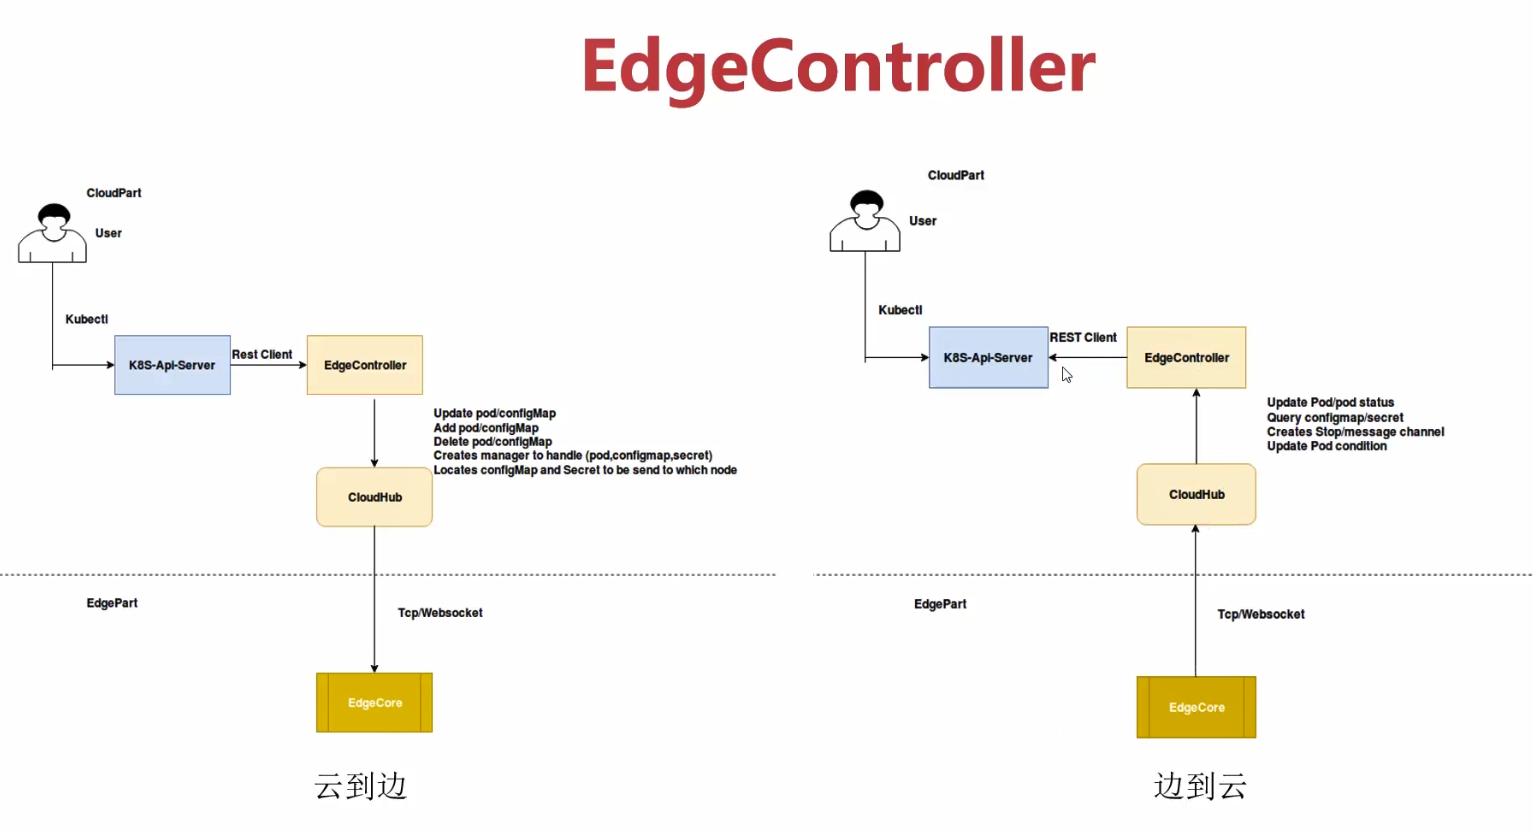 EdgeController
CloudPart
User
Kubectl
K8S-Api-Server
Rest Client
EdgeController
Update pod/configMap
Add pod/configMap
Delete pod/configMap
Creates manager to handle (pod,configmap,secret)
Locates configMap and Secret to be send to which node
CloudHub
EdgePart
Tcp/Websocket
EdgeCore
云到边
CloudPart
User
Kubectl
K8S-Api-Server
REST Client
EdgeController
Update Pod/pod status
Query configmap/secret
Creates Stop/message channel
Update Pod condition
CloudHub
EdgePart
Tcp/Websocket
EdgeCore
边到云